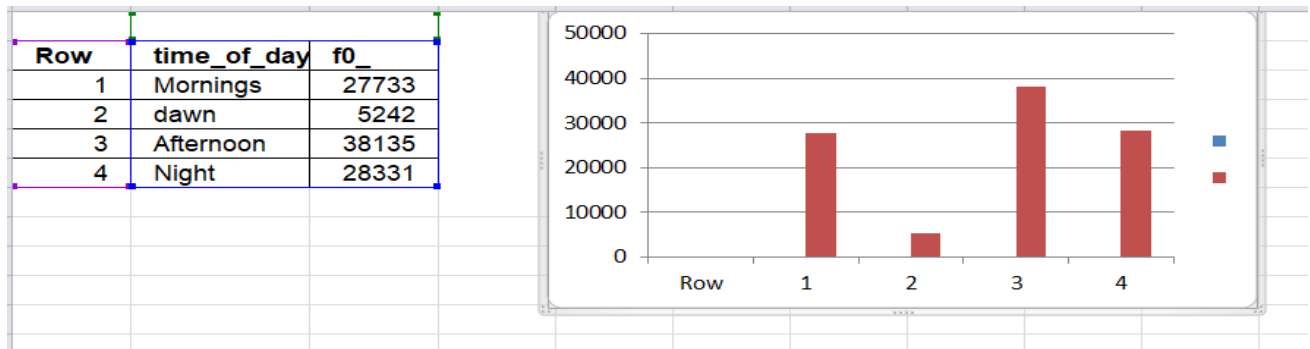 Row time_of_day f0_
1 Mornings 27733
2 dawn 5242
3 Afternoon 38135
4 Night 28331
50000
40000
30000
20000
10000
0
Row 1 2 3 4